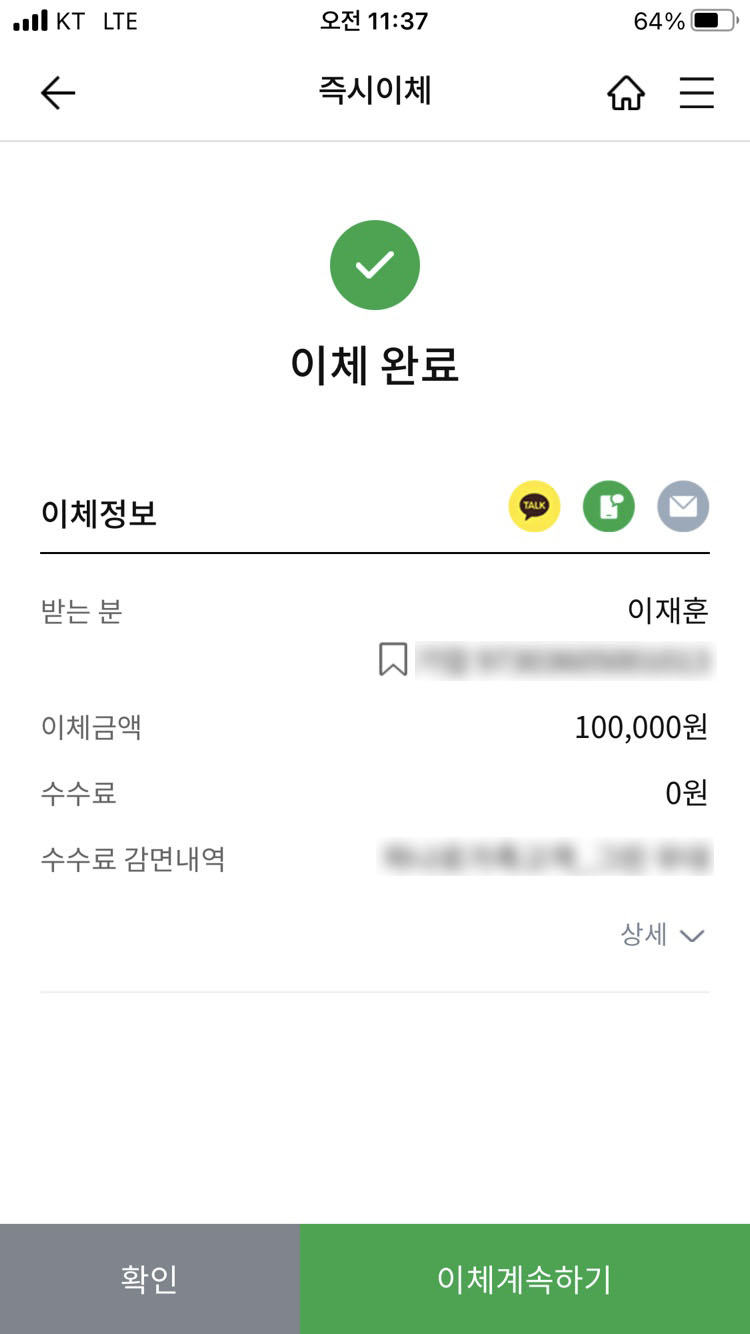 KT LTE 오전 11:37 64%
즉시이체
이체 완료
이체정보 TALK
받는 분 이재훈
이체금액 100,000원
수수료 0원
수수료 감면내역
상세
확인 이체계속하기